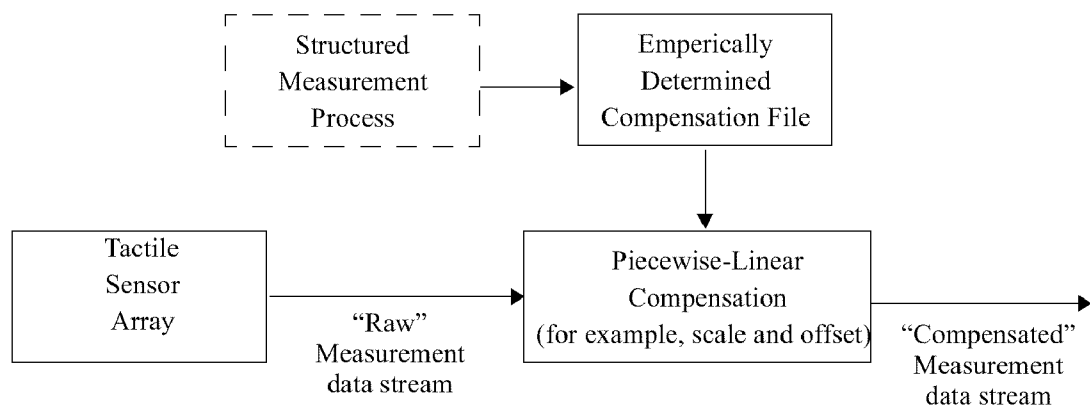 Structured
Measurement
Process
Emperically
Determined
Compensation File
Tactile
Sensor
Array
“Raw”
Measurement
data stream
Piecewise-Linear
Compensation
(for example, scale and offset)
“Compensated”
Measurement
data stream